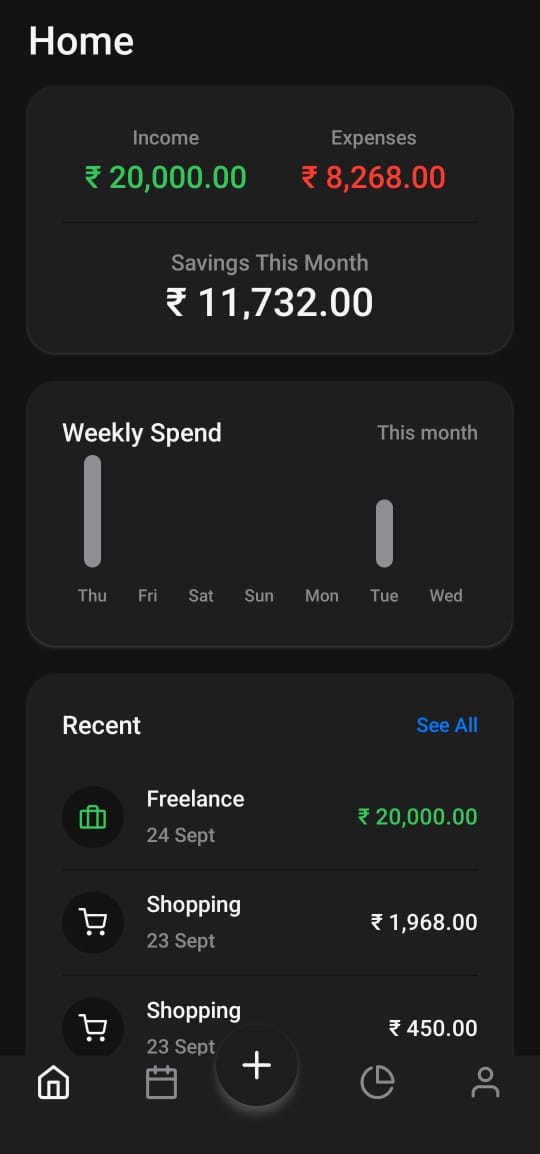 Home
Income Expenses
₹ 20,000.00 ₹ 8,268.00
Savings This Month
₹ 11,732.00
Weekly Spend This month
Thu Fri Sat Sun Mon Tue Wed
Recent See All
Freelance
₹ 20,000.00
24 Sept
Shopping
₹ 1,968.00
23 Sept
Shopping
₹ 450.00
23 Sept